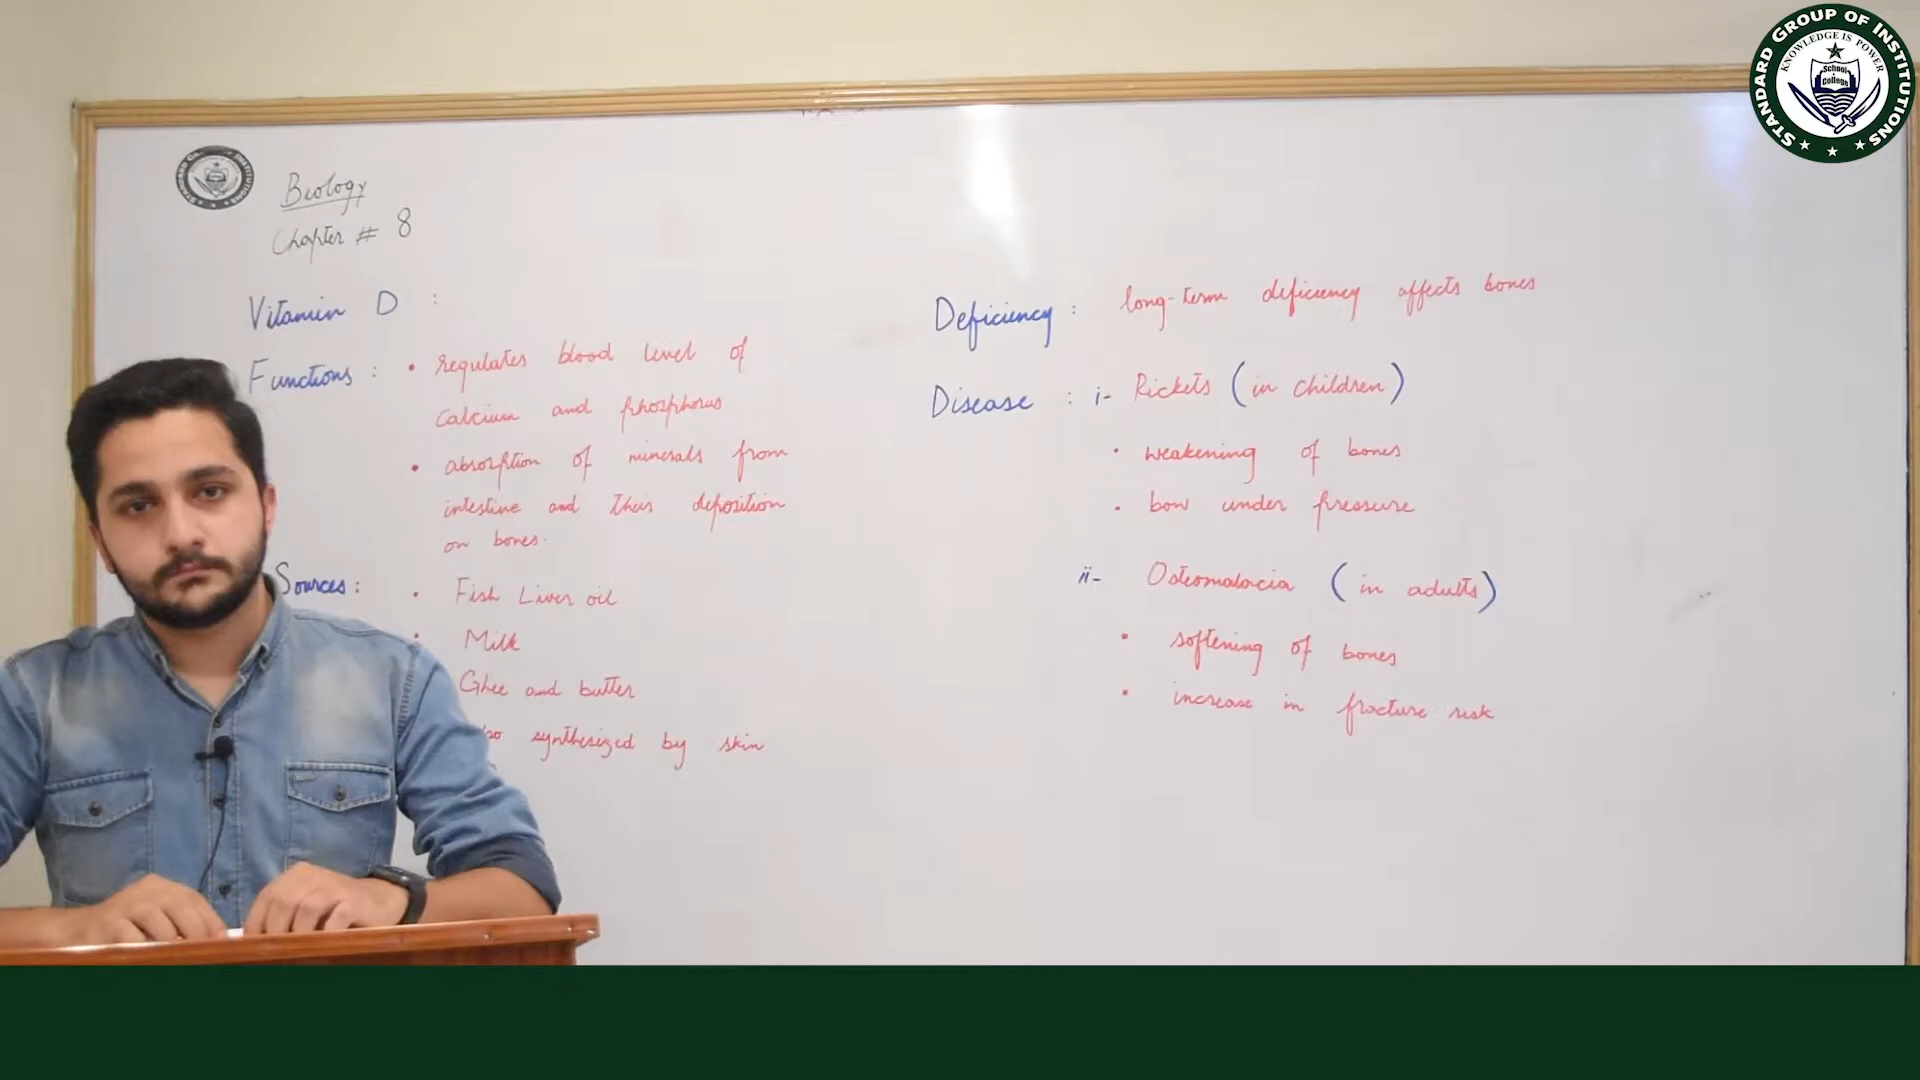 STANDARD GROUP OF INSTITUTIONS
KNOWLEDGE IS POWER
School
College
Biology
Chapter # 8
Vitamin D :
Functions : • regulates blood level of
calcium and phosphorus
• absorption of minerals from
intestine and their deposition
on bones.
Sources : • Fish Liver oil
• Milk
Ghee and butter
synthesized by skin
Deficiency : long-term deficiency affects bones
Disease : i- Rickets (in children)
• weakening of bones
• bow under pressure
ii- Osteomalacia (in adults)
• softening of bones
• increase in fracture risk